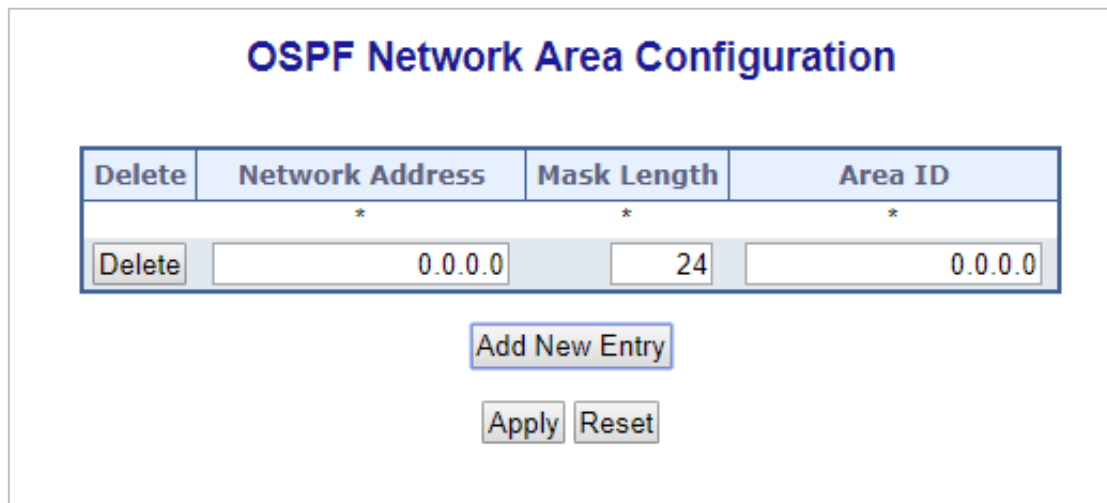 OSPF Network Area Configuration
Delete Network Address Mask Length Area ID
* * *
Delete 0.0.0.0 24 0.0.0.0
Add New Entry
Apply Reset